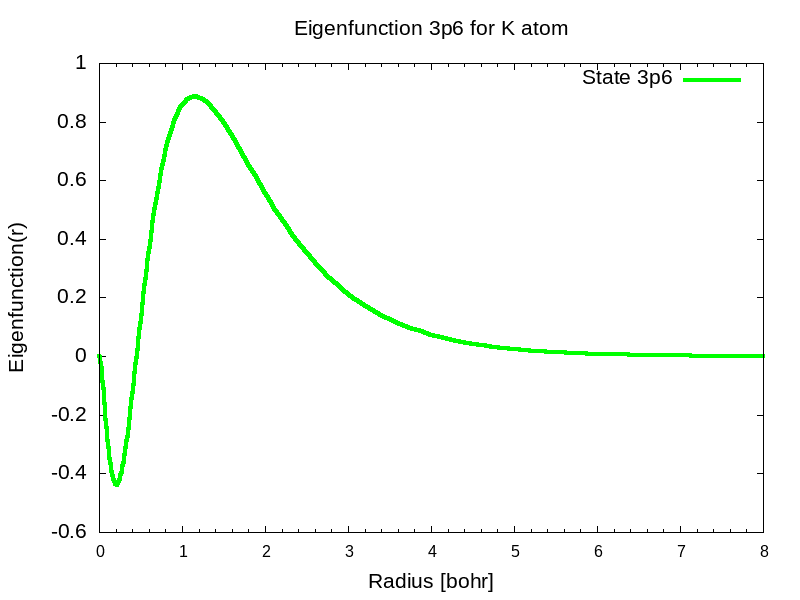 Eigenfunction 3p6 for K atom
State 3p6
1
0.8
0.6
0.4
0.2
0
-0.2
-0.4
-0.6
Eigenfunction(r)
0 1 2 3 4 5 6 7 8
Radius [bohr]